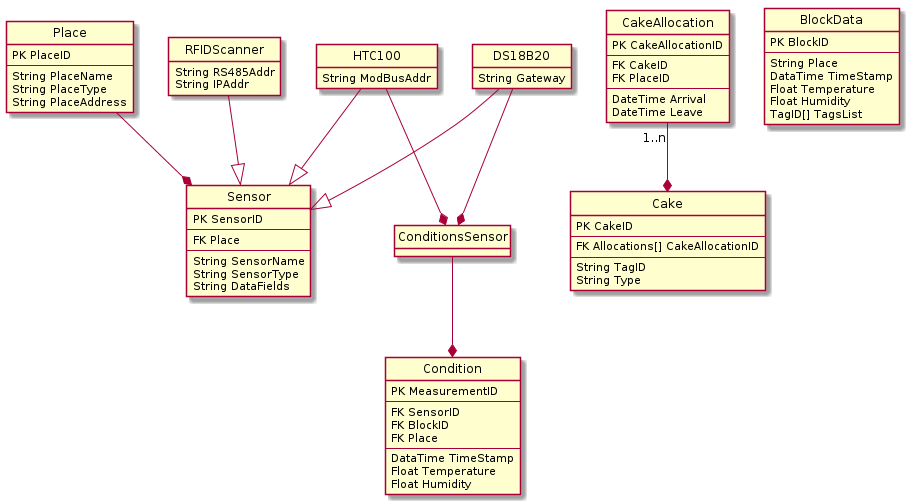 Place
PK PlaceID
String PlaceName
String PlaceType
String PlaceAddress
RFIDScanner
String RS485Addr
String IPAddr
HTC100
String ModBusAddr
DS18B20
String Gateway
CakeAllocation
PK CakeAllocationID
FK CakeID
FK PlaceID
DateTime Arrival
DateTime Leave
BlockData
PK BlockID
String Place
DataTime TimeStamp
Float Temperature
Float Humidity
TagID[] TagsList
1..n
Sensor
PK SensorID
FK Place
String SensorName
String SensorType
String DataFields
ConditionsSensor
Cake
PK CakeID
FK Allocations[] CakeAllocationID
String TagID
String Type
Condition
PK MeasurementID
FK SensorID
FK BlockID
FK Place
DataTime TimeStamp
Float Temperature
Float Humidity